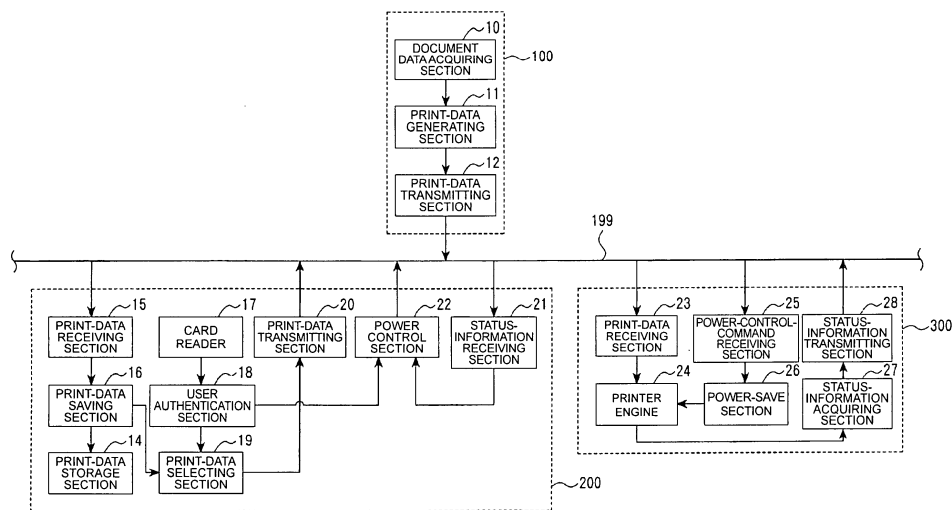 10
DOCUMENT
DATA ACQUIRING
SECTION
100
11
PRINT-DATA
GENERATING
SECTION
12
PRINT-DATA
TRANSMITTING
SECTION
199
15
PRINT-DATA
RECEIVING
SECTION
17
CARD
READER
20
PRINT-DATA
TRANSMITTING
SECTION
22
POWER
CONTROL
SECTION
21
STATUS-
INFORMATION
RECEIVING
SECTION
23
PRINT-DATA
RECEIVING
SECTION
25
POWER-CONTROL-
COMMAND
RECEIVING
SECTION
28
STATUS-
INFORMATION
TRANSMITTING
SECTION
300
16
PRINT-DATA
SAVING
SECTION
18
USER
AUTHENTICATION
SECTION
24
PRINTER
ENGINE
26
POWER-SAVE
SECTION
27
STATUS-
INFORMATION
ACQUIRING
SECTION
14
PRINT-DATA
STORAGE
SECTION
19
PRINT-DATA
SELECTING
SECTION
200